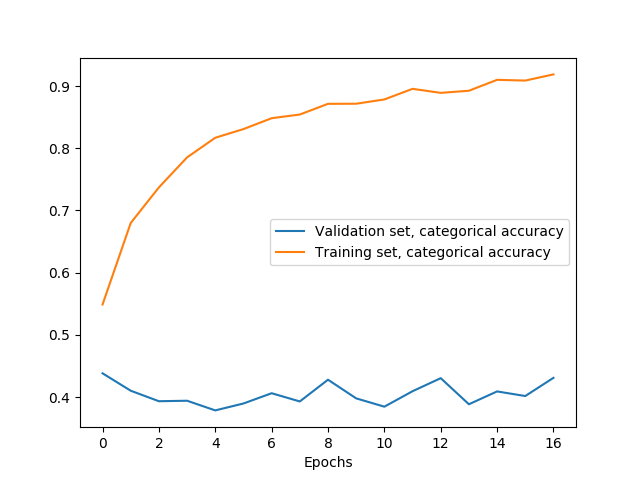 0.9
0.8
0.7
0.6
0.5
0.4
Validation set, categorical accuracy
Training set, categorical accuracy
0 2 4 6 8 10 12 14 16
Epochs